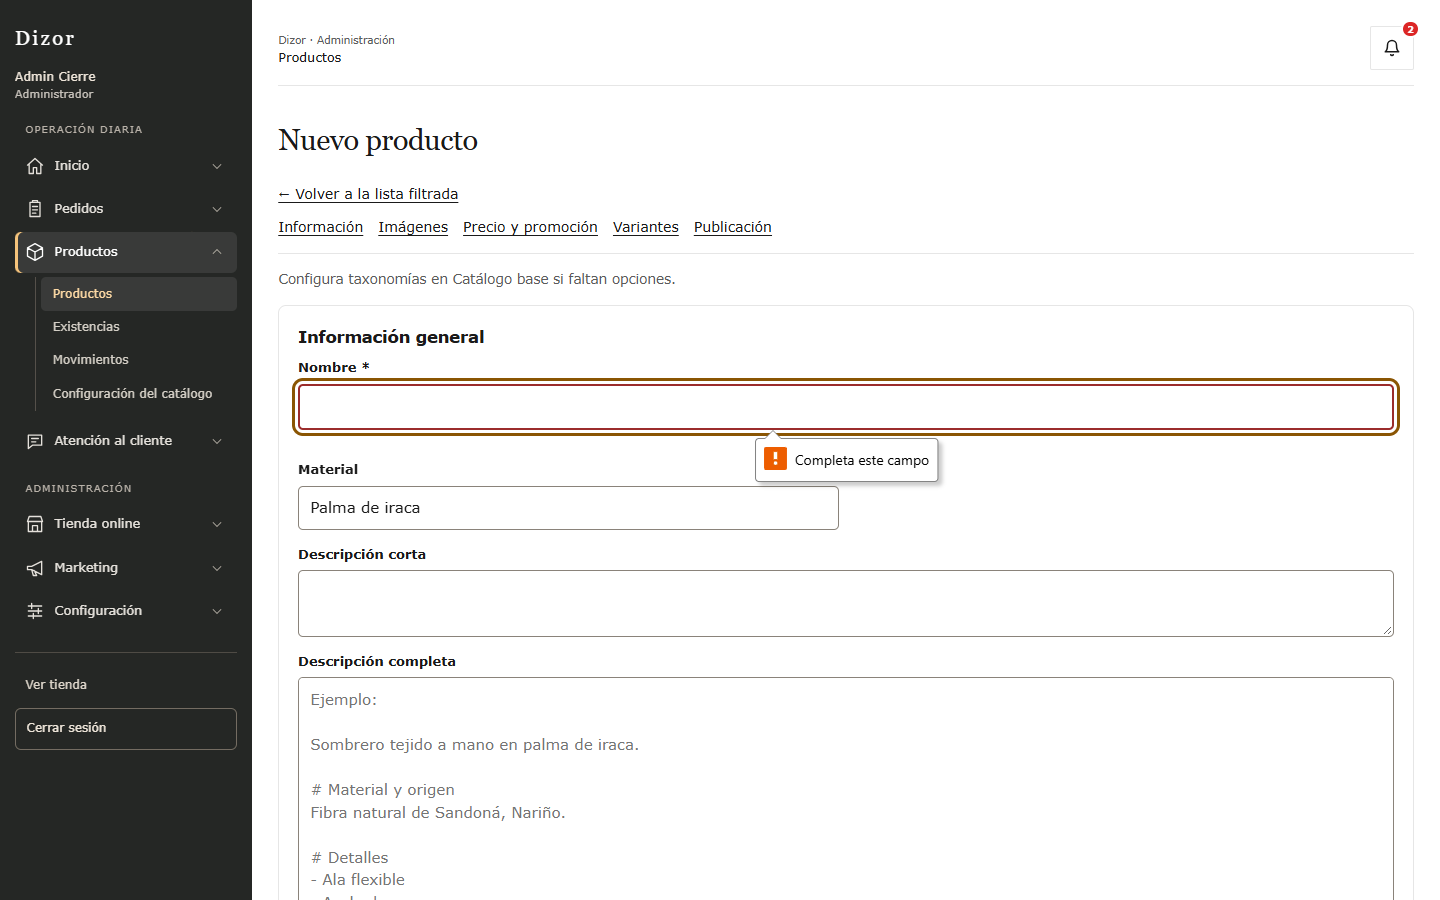 Dizor
Admin Cierre
Administrador
OPERACIÓN DIARIA
Inicio
Pedidos
Productos
Productos
Existencias
Movimientos
Configuración del catálogo
Atención al cliente
ADMINISTRACIÓN
Tienda online
Marketing
Configuración
Ver tienda
Cerrar sesión
Dizor · Administración
Productos
2
Nuevo producto
← Volver a la lista filtrada
Información Imágenes Precio y promoción Variantes Publicación
Configura taxonomías en Catálogo base si faltan opciones.
Información general
Nombre *
Completa este campo
Material
Palma de iraca
Descripción corta
Descripción completa
Ejemplo:
Sombrero tejido a mano en palma de iraca.
# Material y origen
Fibra natural de Sandoná, Nariño.
# Detalles
- Ala flexible